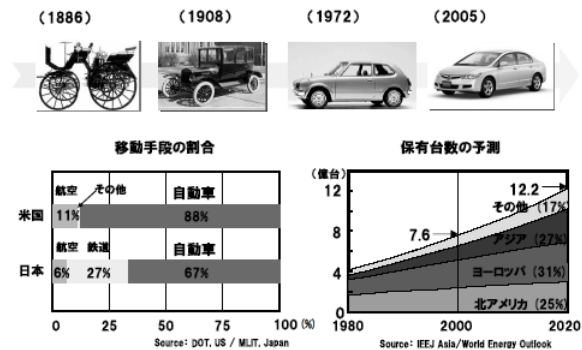 (1886) (1908) (1972) (2005)
移動手段の割合
航空 その他 自動車
米国 11% 88%
航空 鉄道 自動車
日本 6% 27% 67%
0 25 50 75 100 (%)
Source: DOT, US / MLIT, Japan
保有台数の予測
(億台)
12
8
4
0
12.2
7.6
その他 (17%)
アジア (27%)
ヨーロッパ (31%)
北アメリカ (25%)
1980 2000 2020
Source: IEEJ Asia/World Energy Outlook